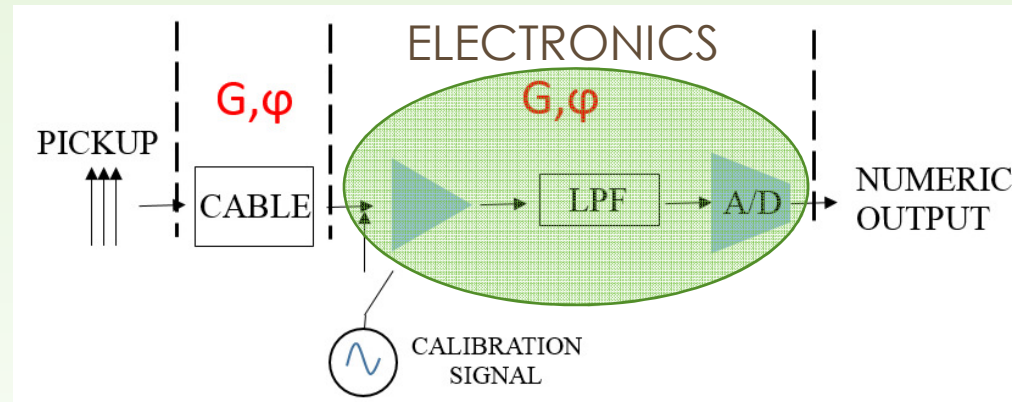 ELECTRONICS
G,φ
G,φ
PICKUP
CABLE
LPF
A/D
NUMERIC
OUTPUT
CALIBRATION
SIGNAL